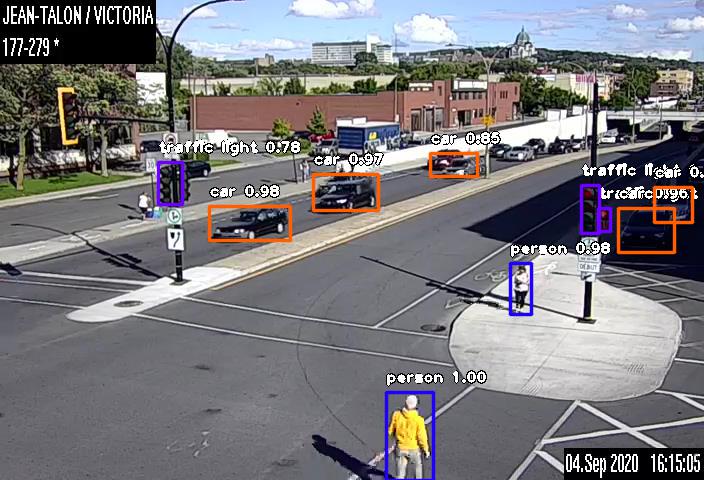 JEAN-TALON / VICTORIA
177-279 *
traffic light 0.78
car 0.98
car 0.97
car 0.85
person 0.98
DÉBUT
person 1.00
04.Sep 2020 16:15:05